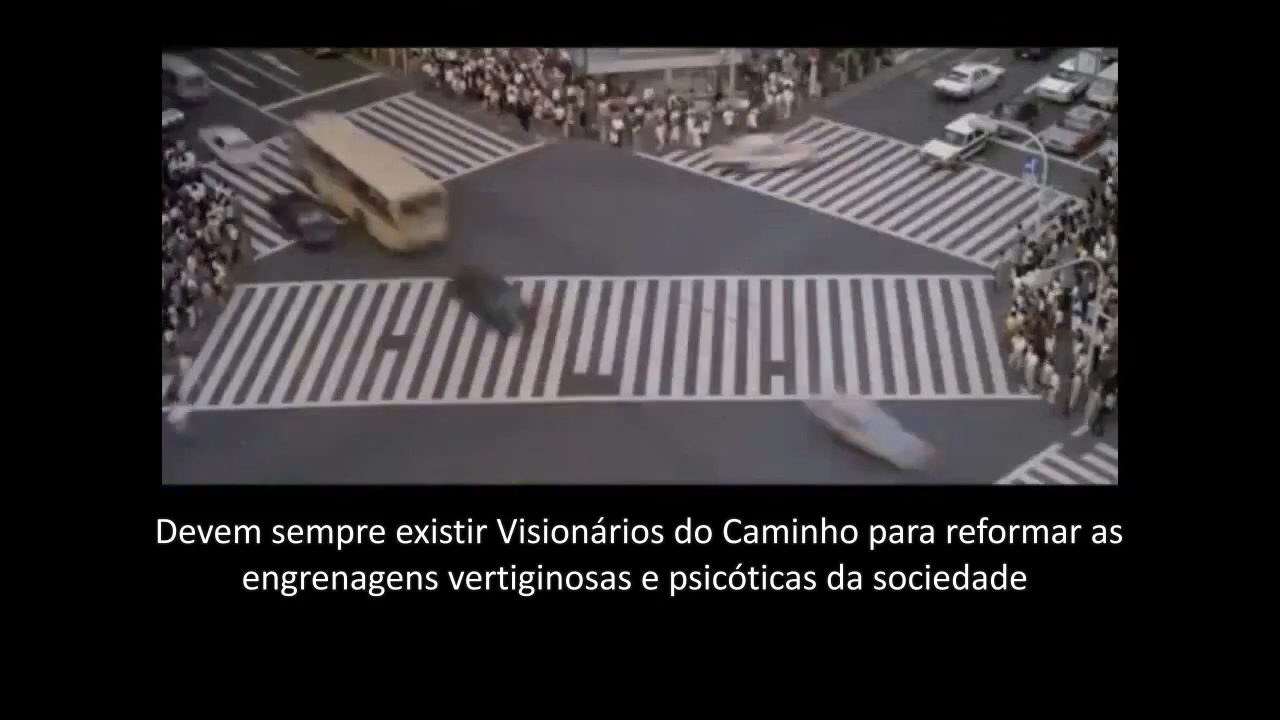 Devem sempre existir Visionários do Caminho para reformar as
engrenagens vertiginosas e psicóticas da sociedade